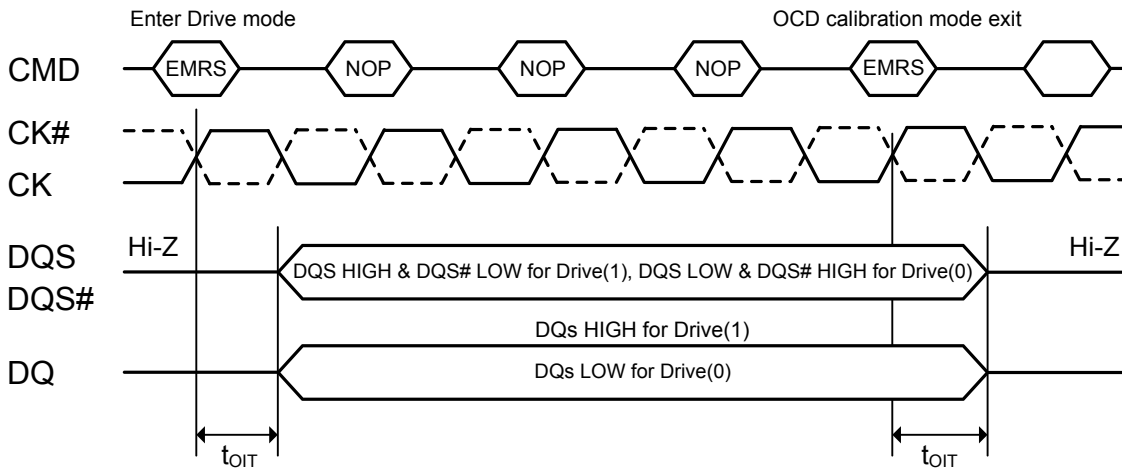 Enter Drive mode OCD calibration mode exit
CMD EMRS NOP NOP NOP EMRS
CK#
CK
DQS Hi-Z DQS HIGH & DQS# LOW for Drive(1), DQS LOW & DQS# HIGH for Drive(0) Hi-Z
DQS#
DQs HIGH for Drive(1)
DQ DQs LOW for Drive(0)
tOIT tOIT